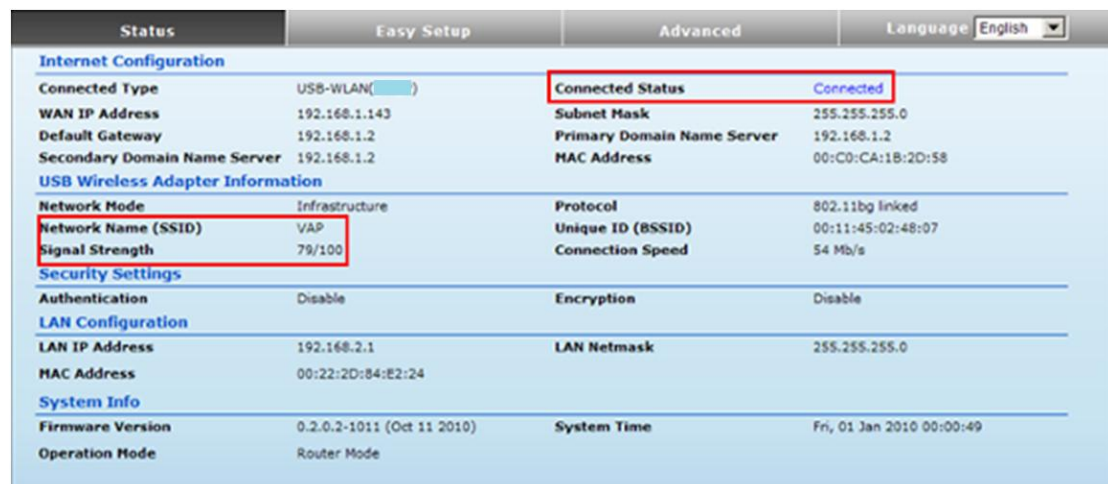 Status Easy Setup Advanced Language English
Internet Configuration
Connected Type USB-WLAN( ) Connected Status Connected
WAN IP Address 192.168.1.143 Subnet Mask 255.255.255.0
Default Gateway 192.168.1.2 Primary Domain Name Server 192.168.1.2
Secondary Domain Name Server 192.168.1.2 MAC Address 00:C0:CA:1B:2D:58
USB Wireless Adapter Information
Network Mode Infrastructure Protocol 802.11bg linked
Network Name (SSID) VAP Unique ID (BSSID) 00:11:45:02:48:07
Signal Strength 79/100 Connection Speed 54 Mb/s
Security Settings
Authentication Disable Encryption Disable
LAN Configuration
LAN IP Address 192.168.2.1 LAN Netmask 255.255.255.0
MAC Address 00:22:2D:84:E2:24
System Info
Firmware Version 0.2.0.2-1011 (Oct 11 2010) System Time Fri, 01 Jan 2010 00:00:49
Operation Mode Router Mode